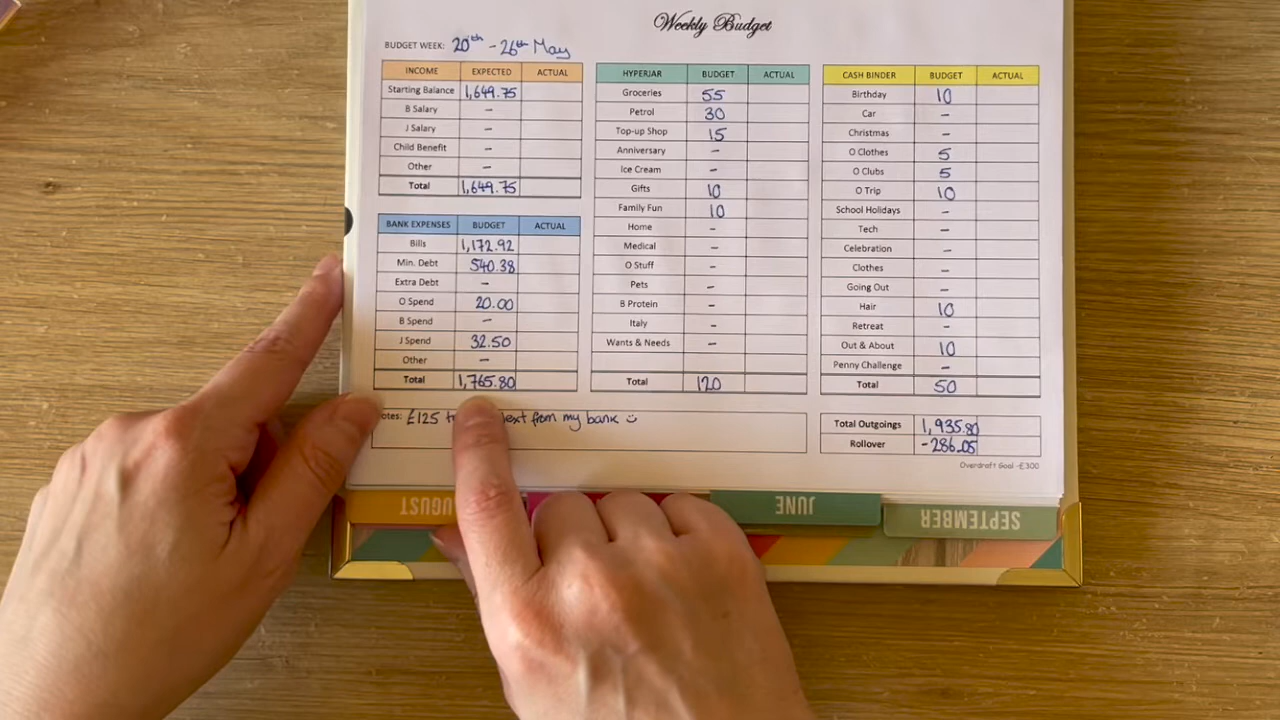 Weekly Budget
BUDGET WEEK: 20th - 26th May
INCOME EXPECTED ACTUAL
Starting Balance 1,649.75
B Salary -
J Salary -
Child Benefit -
Other -
Total 1,649.75
BANK EXPENSES BUDGET ACTUAL
Bills 1,172.92
Min. Debt 540.38
Extra Debt -
O Spend 20.00
B Spend -
J Spend 32.50
Other -
Total 1,765.80
HYPERJAR BUDGET ACTUAL
Groceries 55
Petrol 30
Top-up Shop 15
Anniversary -
Ice Cream -
Gifts 10
Family Fun 10
Home -
Medical -
O Stuff -
Pets -
B Protein -
Italy -
Wants & Needs -
Total 120
CASH BINDER BUDGET ACTUAL
Birthday 10
Car -
Christmas -
O Clothes 5
O Clubs 5
O Trip 10
School Holidays -
Tech -
Celebration -
Clothes -
Going Out -
Hair 10
Retreat -
Out & About 10
Penny Challenge -
Total 50
£125 from my bank
Total Outgoings 1,935.80
Rollover -286.05
Overdraft Goal -£300
JUNE
SEPTEMBER